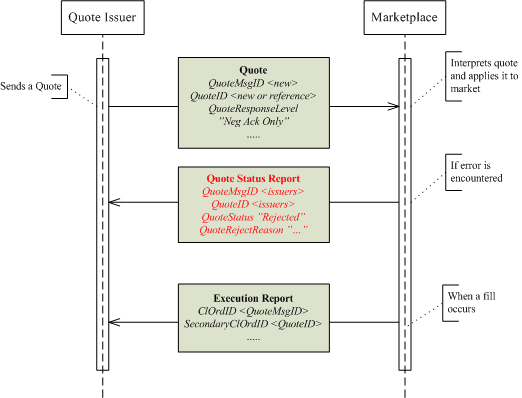 Quote Issuer
Marketplace
Sends a Quote
Quote
QuoteMsgID <new>
QuoteID <new or reference>
QuoteResponseLevel
"Neg Ack Only"
.....
Interprets quote
and applies it to
market
Quote Status Report
QuoteMsgID <issuers>
QuoteID <issuers>
QuoteStatus "Rejected"
QuoteRejectReason "..."
If error is
encountered
Execution Report
ClOrdID <QuoteMsgID>
SecondaryClOrdID <QuoteID>
.....
When a fill
occurs